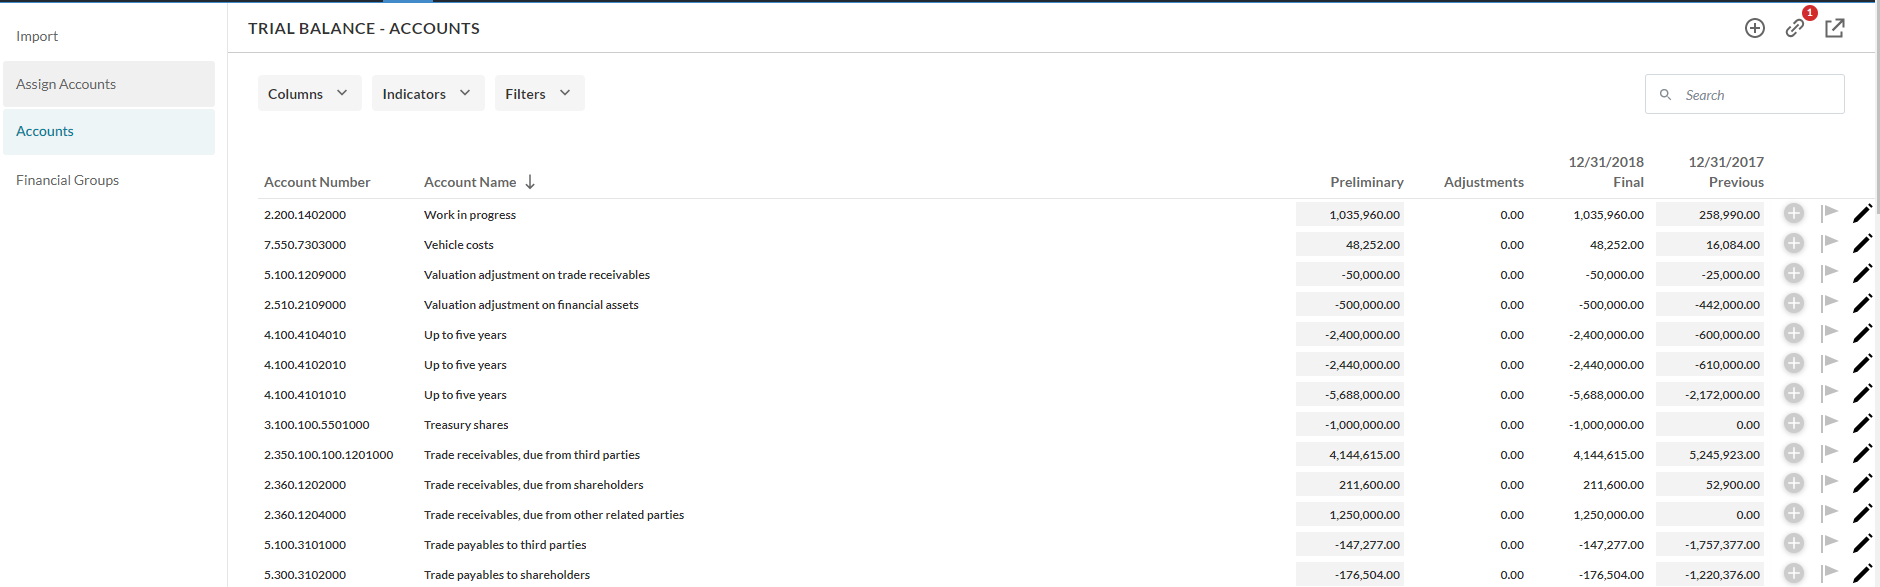 TRIAL BALANCE - ACCOUNTS
1
Import
Assign Accounts
Accounts
Financial Groups
Columns Indicators Filters
Search
12/31/2018 12/31/2017
Account Number Account Name Preliminary Adjustments Final Previous
2.200.1402000 Work in progress 1,035,960.00 0.00 1,035,960.00 258,990.00
7.550.7303000 Vehicle costs 48,252.00 0.00 48,252.00 16,084.00
5.100.1209000 Valuation adjustment on trade receivables -50,000.00 0.00 -50,000.00 -25,000.00
2.510.2109000 Valuation adjustment on financial assets -500,000.00 0.00 -500,000.00 -442,000.00
4.100.4104010 Up to five years -2,400,000.00 0.00 -2,400,000.00 -600,000.00
4.100.4102010 Up to five years -2,440,000.00 0.00 -2,440,000.00 -610,000.00
4.100.4101010 Up to five years -5,688,000.00 0.00 -5,688,000.00 -2,172,000.00
3.100.100.5501000 Treasury shares -1,000,000.00 0.00 -1,000,000.00 0.00
2.350.100.100.1201000 Trade receivables, due from third parties 4,144,615.00 0.00 4,144,615.00 5,245,923.00
2.360.1202000 Trade receivables, due from shareholders 211,600.00 0.00 211,600.00 52,900.00
2.360.1204000 Trade receivables, due from other related parties 1,250,000.00 0.00 1,250,000.00 0.00
5.100.3101000 Trade payables to third parties -147,277.00 0.00 -147,277.00 -1,757,377.00
5.300.3102000 Trade payables to shareholders -176,504.00 0.00 -176,504.00 -1,220,376.00